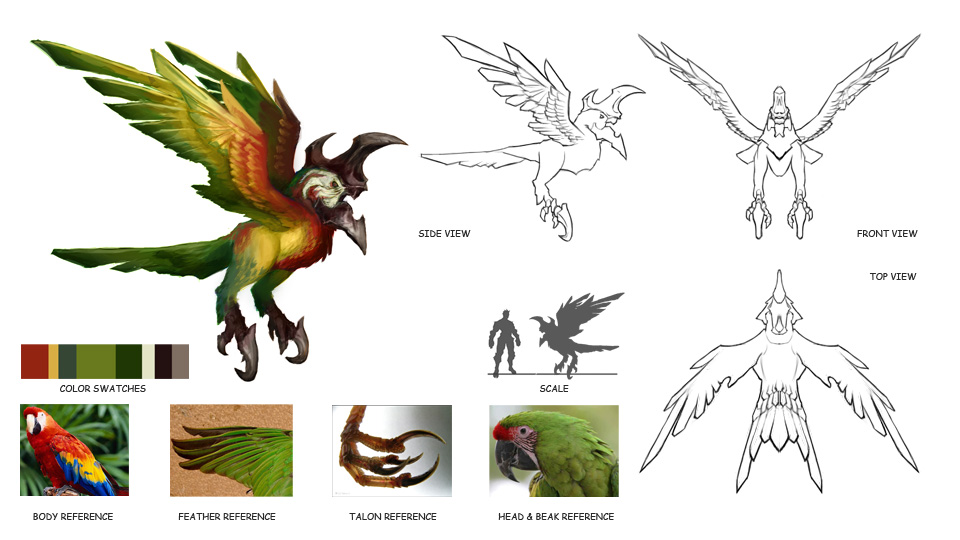 SIDE VIEW
FRONT VIEW
TOP VIEW
COLOR SWATCHES
SCALE
BODY REFERENCE
FEATHER REFERENCE
TALON REFERENCE
HEAD & BEAK REFERENCE